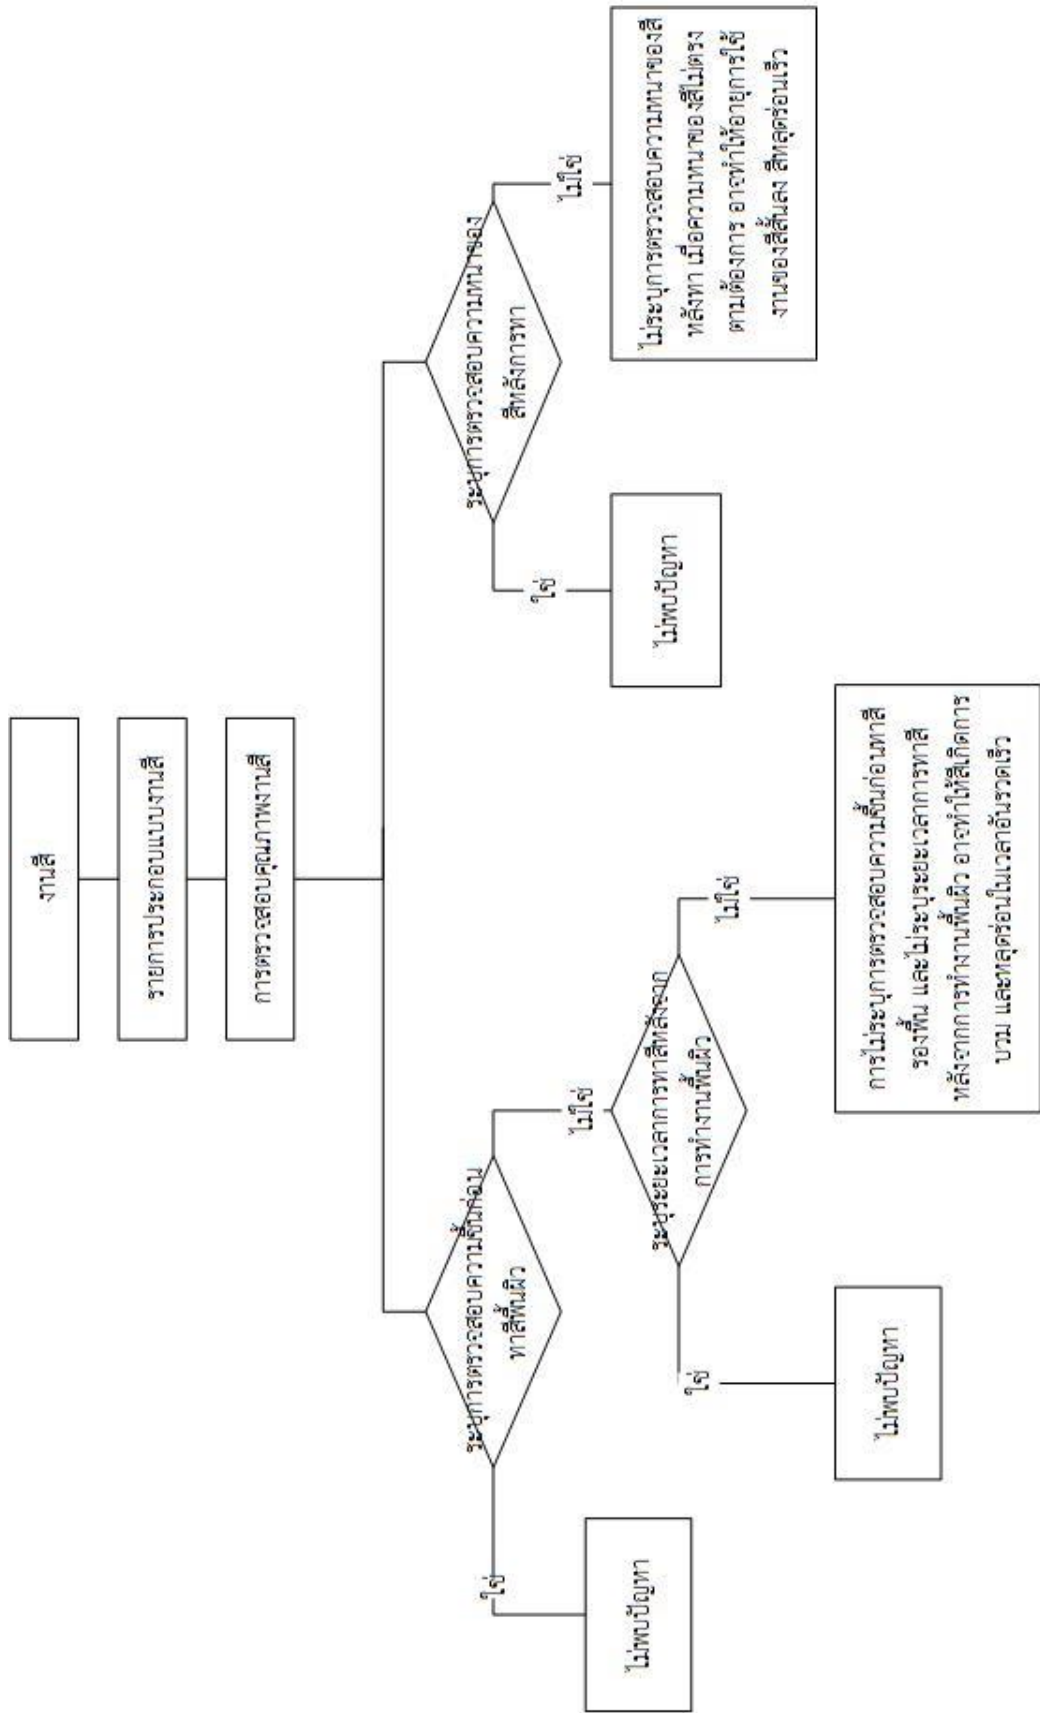 งานสี
รายการประกอบแบบงานสี
การตรวจสอบคุณภาพงานสี
ระบุการตรวจสอบความชื้นก่อน
ทาสีพื้นผิว
ใช่
ไม่พบปัญหา
ไม่ใช่
ระบุระยะเวลาการทาสีหลังจาก
การทำงานพื้นผิว
ใช่
ไม่พบปัญหา
ไม่ใช่
การไม่ระบุการตรวจสอบความชื้นก่อนทาสี
รองพื้น และไม่ระบุระยะเวลาการทาสี
หลังจากการทำงานพื้นผิว อาจทำให้สีเกิดการ
บวม และหลุดร่อนในเวลาอันรวดเร็ว
ระบุการตรวจสอบความหนาของ
สีหลังการทา
ใช่
ไม่พบปัญหา
ไม่ใช่
ไม่ระบุการตรวจสอบความหนาของสี
หลังทา เมื่อความหนาของสีไม่ตรง
ตามต้องการ อาจทำให้อายุการใช้
งานของสีสั้นลง สีหลุดร่อนเร็ว